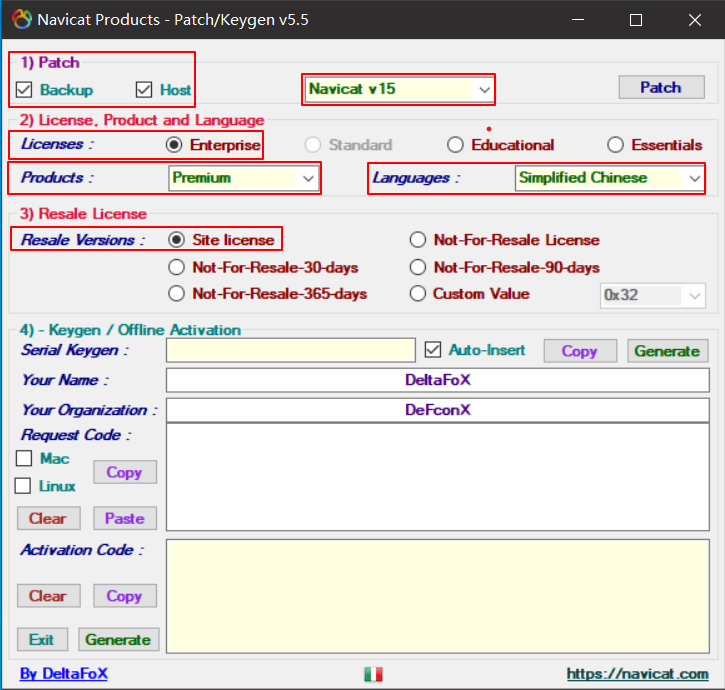 Navicat Products - Patch/Keygen v5.5
1) Patch
Backup Host Navicat v15 Patch
2) License, Product and Language
Licenses : Enterprise Standard Educational Essentials
Products : Premium Languages : Simplified Chinese
3) Resale License
Resale Versions : Site license Not-For-Resale License
Not-For-Resale-30-days Not-For-Resale-90-days
Not-For-Resale-365-days Custom Value 0x32
4) - Keygen / Offline Activation
Serial Keygen : Auto-Insert Copy Generate
Your Name : DeltaFoX
Your Organization : DeFconX
Request Code :
Mac
Copy
Linux
Clear Paste
Activation Code :
Clear Copy
Exit Generate
By DeltaFoX https://navicat.com